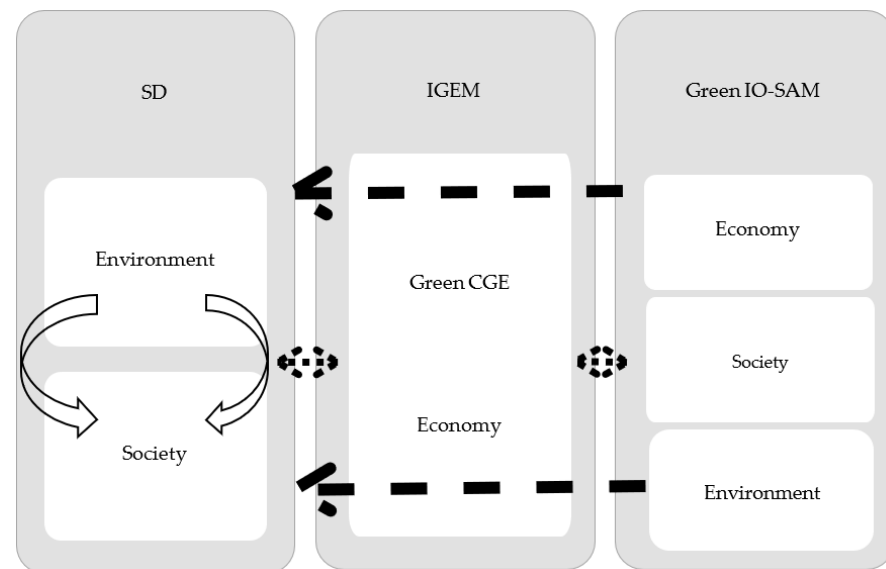 SD
Environment
Society
IGEM
Green CGE
Economy
Green IO-SAM
Economy
Society
Environment